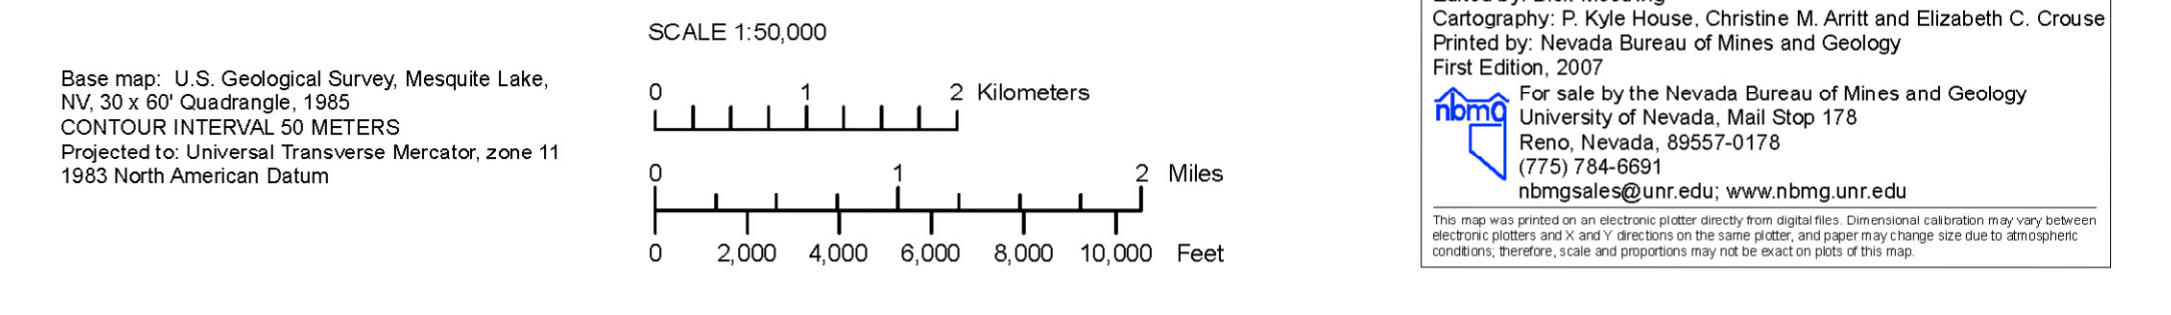 Base map: U.S. Geological Survey, Mesquite Lake,
NV, 30 x 60' Quadrangle, 1985
CONTOUR INTERVAL 50 METERS
Projected to: Universal Transverse Mercator, zone 11
1983 North American Datum
SCALE 1:50,000
0 1 2 Kilometers
0 1 2 Miles
0 2,000 4,000 6,000 8,000 10,000 Feet
Cartography: P. Kyle House, Christine M. Arritt and Elizabeth C. Crouse
Printed by: Nevada Bureau of Mines and Geology
First Edition, 2007
nbmg
For sale by the Nevada Bureau of Mines and Geology
University of Nevada, Mail Stop 178
Reno, Nevada, 89557-0178
(775) 784-6691
nbmgsales@unr.edu; www.nbmg.unr.edu
This map was printed on an electronic plotter directly from digital files. Dimensional calibration may vary between
electronic plotters and X and Y directions on the same plotter, and paper may change size due to atmospheric
conditions; therefore, scale and proportions may not be exact on plots of this map.